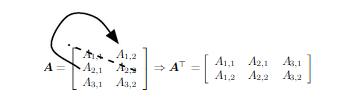 A = [ A1,1 A1,2 ; A2,1 A2,2 ; A3,1 A3,2 ] ⇒ A⊤ = [ A1,1 A2,1 A3,1 ; A1,2 A2,2 A3,2 ]